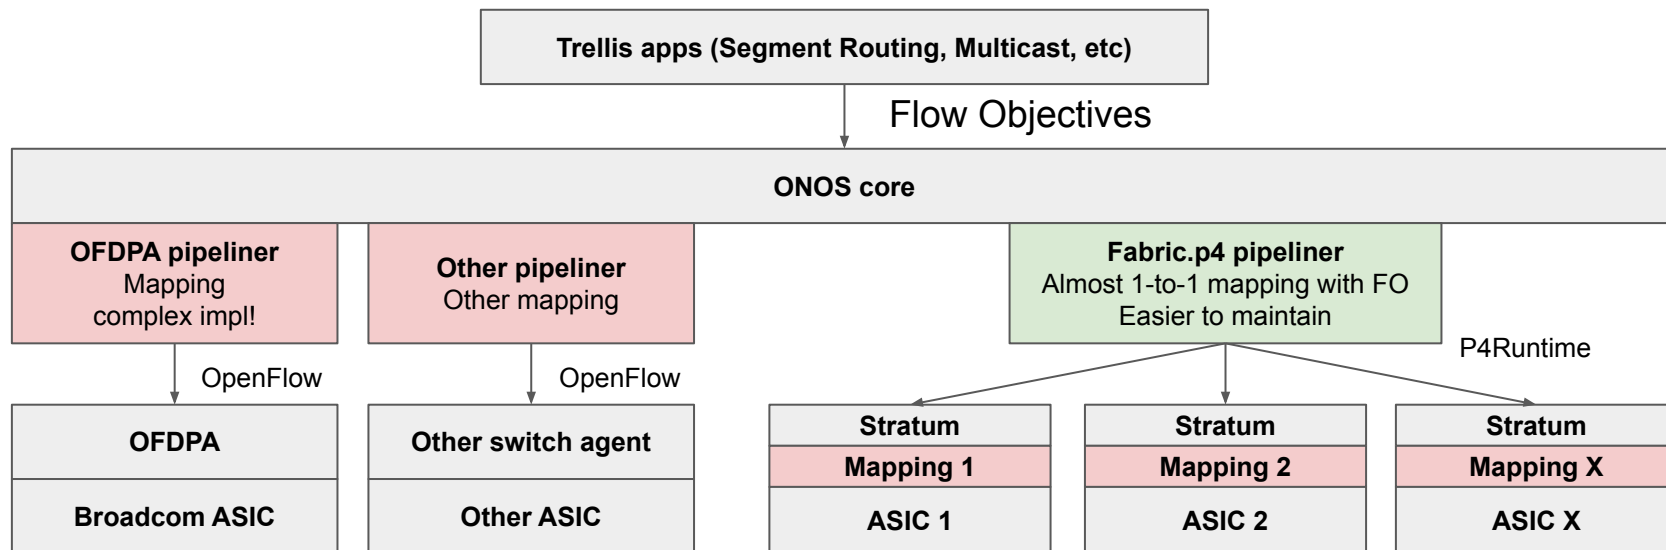 Trellis apps (Segment Routing, Multicast, etc)
Flow Objectives
ONOS core
OFDPA pipeliner
Mapping
complex impl!
Other pipeliner
Other mapping
Fabric.p4 pipeliner
Almost 1-to-1 mapping with FO
Easier to maintain
OpenFlow
OpenFlow
P4Runtime
OFDPA
Broadcom ASIC
Other switch agent
Other ASIC
Stratum
Mapping 1
ASIC 1
Stratum
Mapping 2
ASIC 2
Stratum
Mapping X
ASIC X